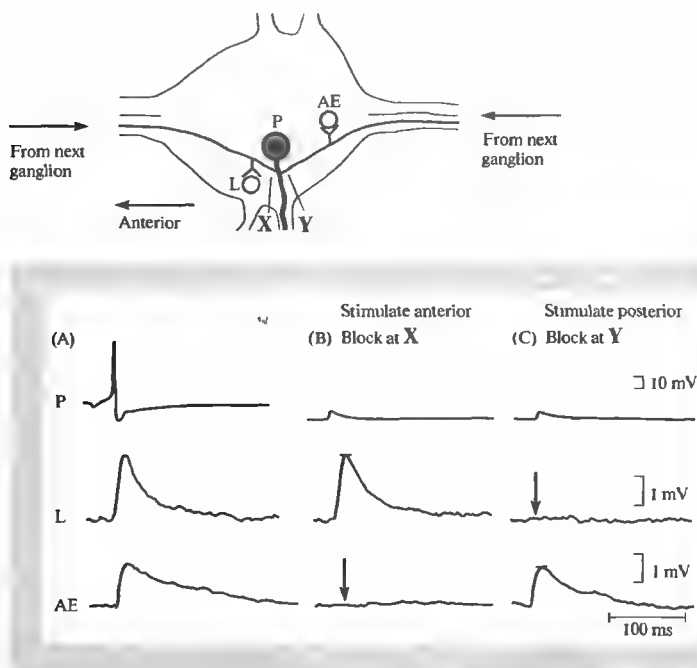 AE
P
From next
ganglion
From next
ganglion
L
X
Y
Anterior
Stimulate anterior
Stimulate posterior
(A)
(B) Block at X
(C) Block at Y
10 mV
P
L
1 mV
AE
1 mV
100 ms